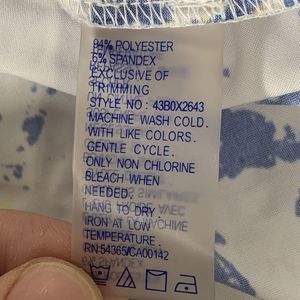 94% POLYESTER
6% SPANDEX
EXCLUSIVE OF
TRIMMING
STYLE NO : 43B0X2643
MACHINE WASH COLD.
WITH LIKE COLORS.
GENTLE CYCLE.
ONLY NON CHLORINE
BLEACH WHEN
NEEDED,
HANG TO DRY
IRON AT LOW
TEMPERATURE.
RN 54365/CA00142